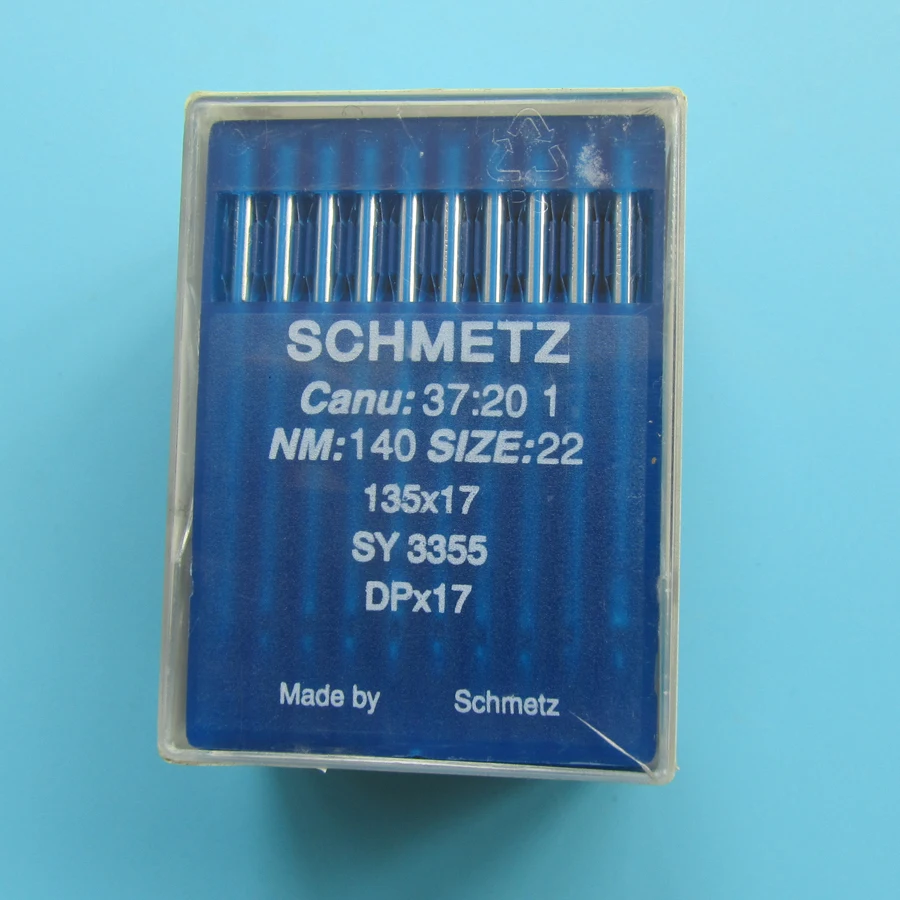 SCHMETZ
Canu: 37:20 1
NM:140 SIZE:22
135x17
SY 3355
DPx17
Made by Schmetz